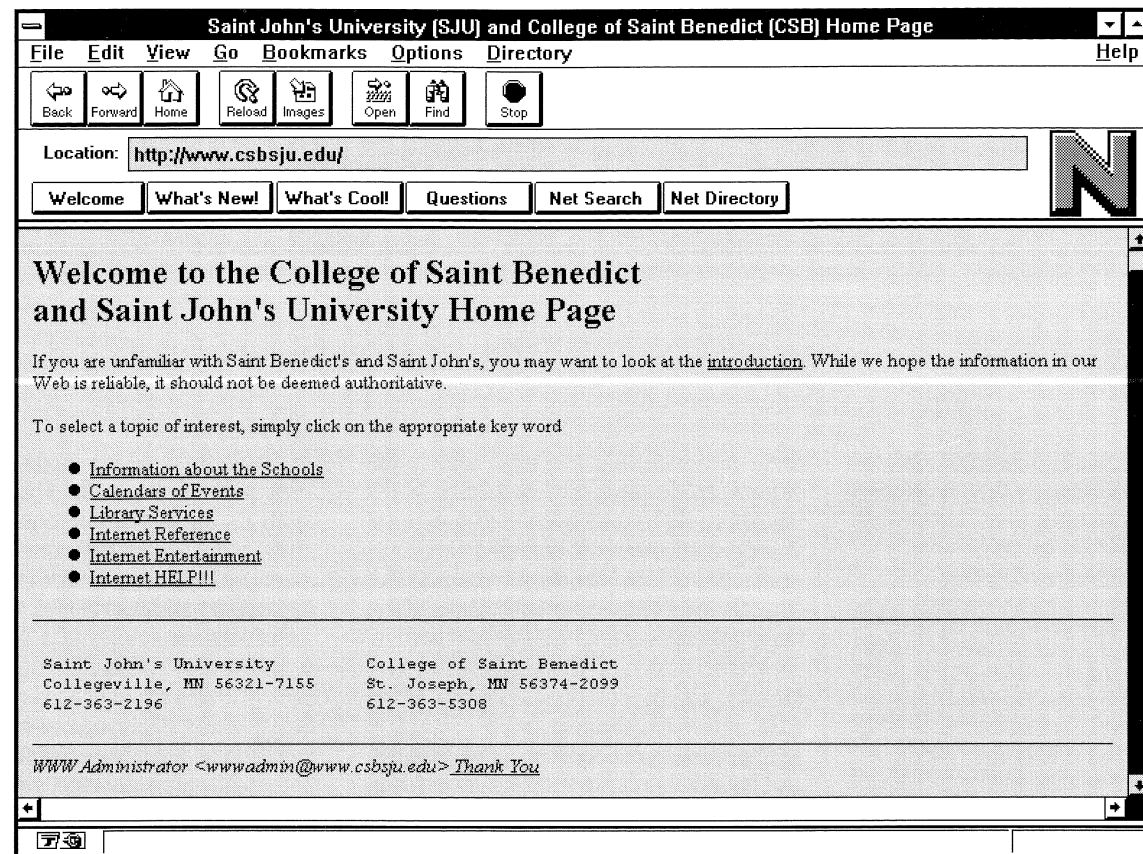 Saint John's University (SJU) and College of Saint Benedict (CSB) Home Page
File Edit View Go Bookmarks Options Directory Help
Back Forward Home Reload Images Open Find Stop
Location: http://www.csbsju.edu/
N
Welcome What's New! What's Cool! Questions Net Search Net Directory
Welcome to the College of Saint Benedict
and Saint John's University Home Page
If you are unfamiliar with Saint Benedict's and Saint John's, you may want to look at the introduction. While we hope the information in our
Web is reliable, it should not be deemed authoritative.
To select a topic of interest, simply click on the appropriate key word
Information about the Schools
Calendars of Events
Library Services
Internet Reference
Internet Entertainment
Internet HELP!!!
Saint John's University College of Saint Benedict
Collegeville, MN 56321-7155 St. Joseph, MN 56374-2099
612-363-2196 612-363-5308
WWW Administrator <wwwadmin@www.csbsju.edu> Thank You